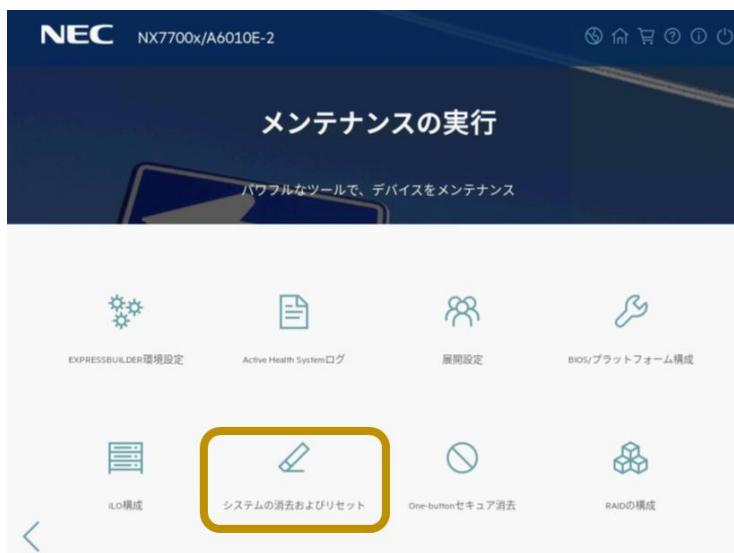 NEC NX7700x/A6010E-2
メンテナンスの実行
パワフルなツールで、デバイスをメンテナンス
EXPRESSBUILDER環境設定
Active Health Systemログ
展開設定
BIOS/プラットフォーム構成
iLO構成
システムの消去およびリセット
One-buttonセキュア消去
RAIDの構成